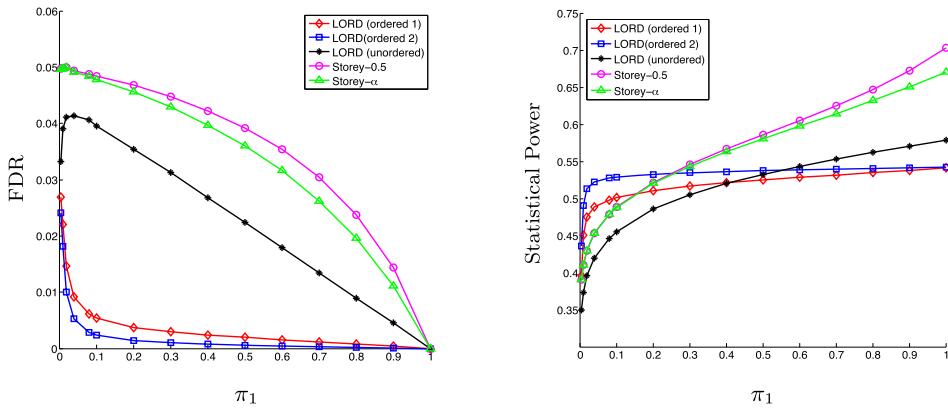 FDR
0.06
0.05
0.04
0.03
0.02
0.01
0
0 0.1 0.2 0.3 0.4 0.5 0.6 0.7 0.8 0.9 1
π1
LORD (ordered 1)
LORD(ordered 2)
LORD (unordered)
Storey−0.5
Storey−α
Statistical Power
0.75
0.7
0.65
0.6
0.55
0.5
0.45
0.4
0.35
0 0.1 0.2 0.3 0.4 0.5 0.6 0.7 0.8 0.9 1
π1
LORD (ordered 1)
LORD(ordered 2)
LORD (unordered)
Storey−0.5
Storey−α